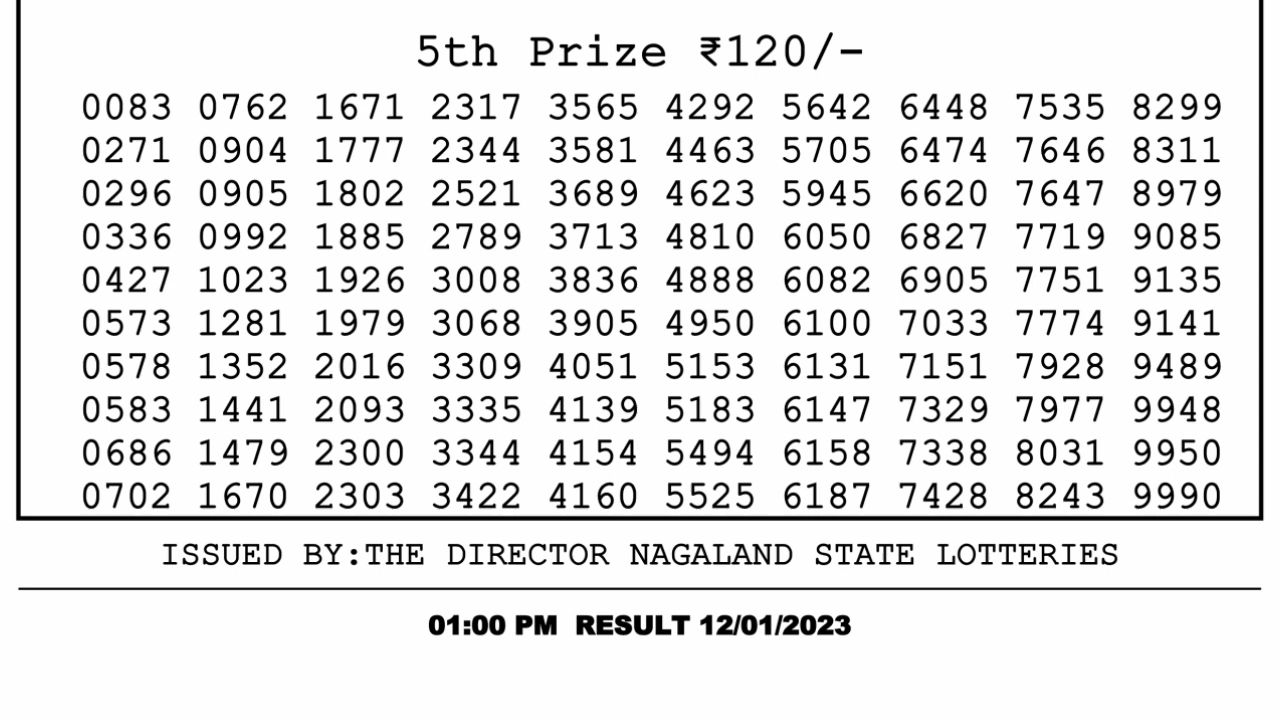 5th Prize ₹120/-
0083 0762 1671 2317 3565 4292 5642 6448 7535 8299
0271 0904 1777 2344 3581 4463 5705 6474 7646 8311
0296 0905 1802 2521 3689 4623 5945 6620 7647 8979
0336 0992 1885 2789 3713 4810 6050 6827 7719 9085
0427 1023 1926 3008 3836 4888 6082 6905 7751 9135
0573 1281 1979 3068 3905 4950 6100 7033 7774 9141
0578 1352 2016 3309 4051 5153 6131 7151 7928 9489
0583 1441 2093 3335 4139 5183 6147 7329 7977 9948
0686 1479 2300 3344 4154 5494 6158 7338 8031 9950
0702 1670 2303 3422 4160 5525 6187 7428 8243 9990
ISSUED BY:THE DIRECTOR NAGALAND STATE LOTTERIES
01:00 PM RESULT 12/01/2023